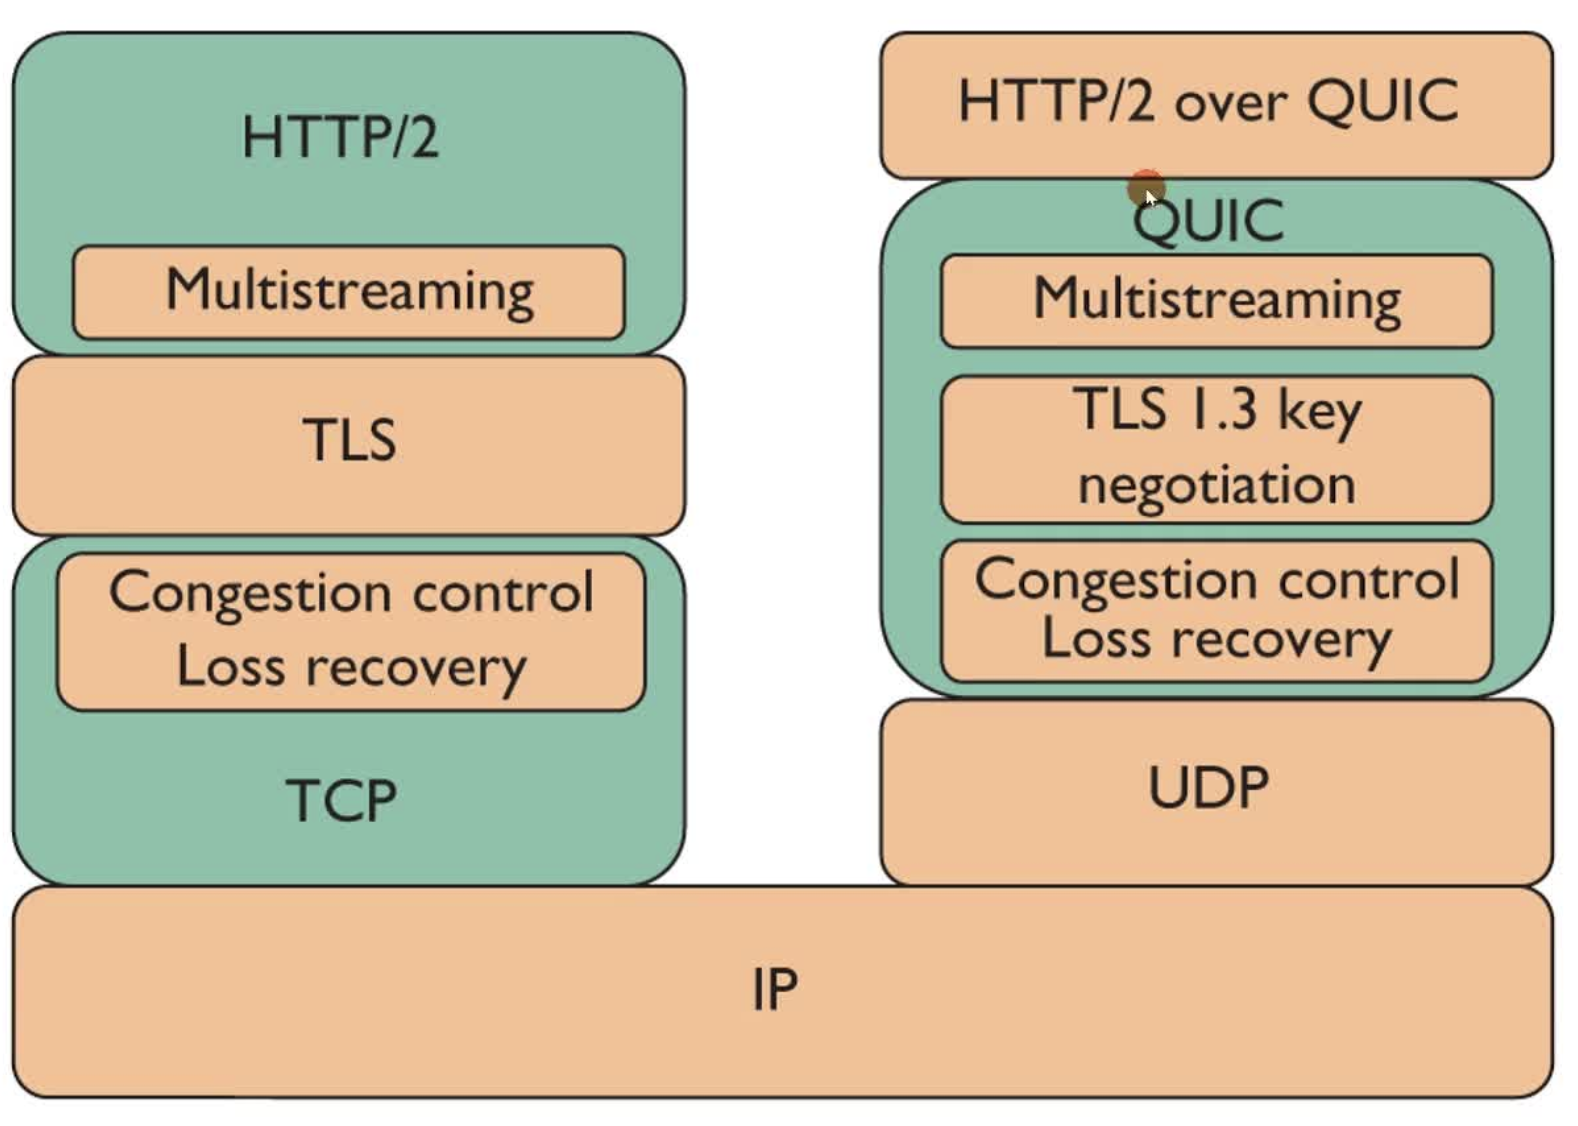 HTTP/2
Multistreaming
TLS
Congestion control
Loss recovery
TCP
HTTP/2 over QUIC
QUIC
Multistreaming
TLS 1.3 key
negotiation
Congestion control
Loss recovery
UDP
IP